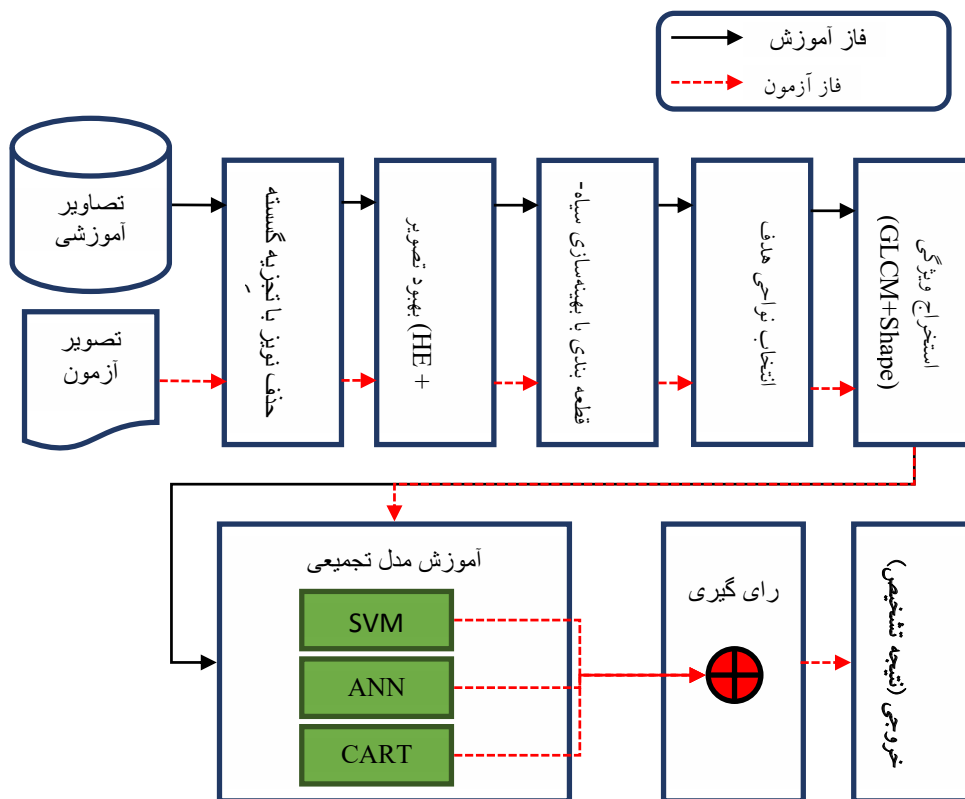 فاز آموزش
فاز آزمون
تصاویر
آموزشی
تصویر
آزمون
حذف نویز با تجزیه گسسته
بهبود تصویر (HE +
قطعه بندی با بهینه‌سازی سیاه-
انتخاب نواحی هدف
استخراج ویژگی
(GLCM+Shape)
آموزش مدل تجمیعی
SVM
ANN
CART
رای گیری
خروجی (نتیجه تشخیص)